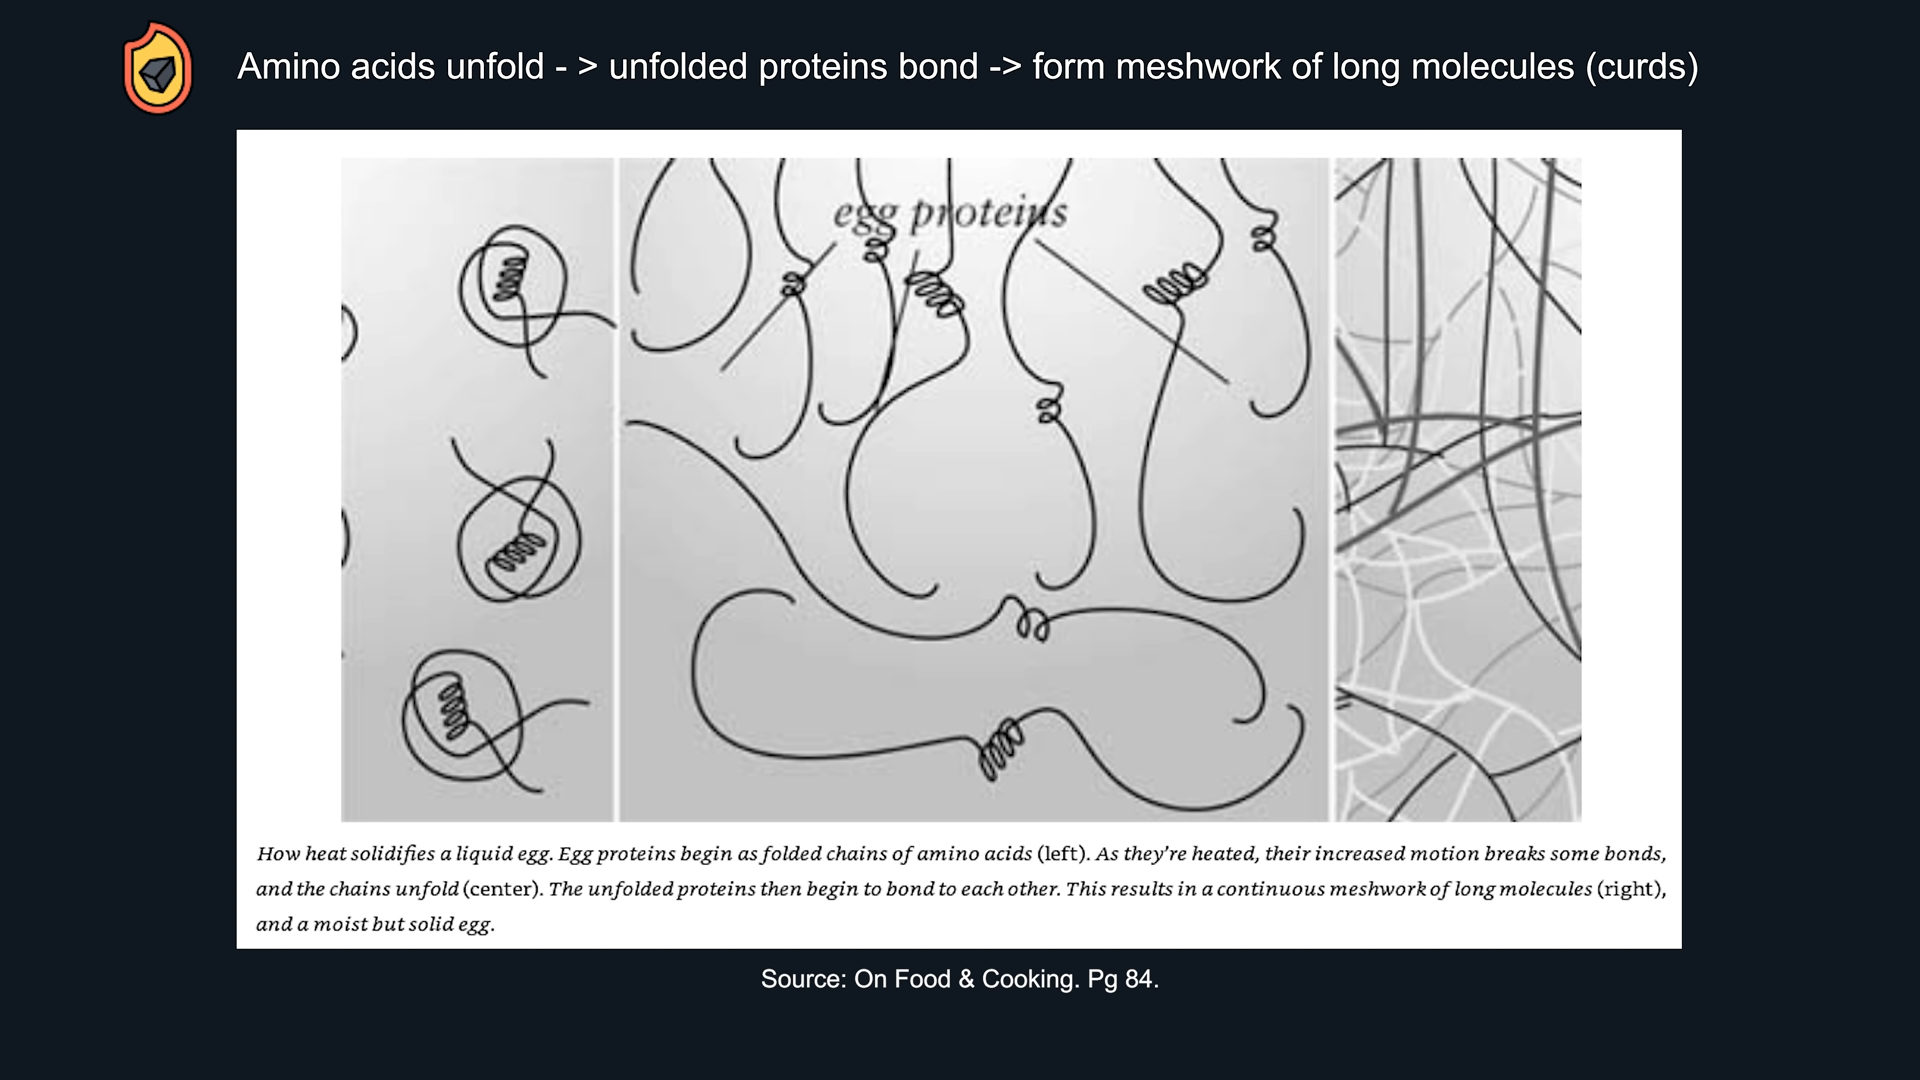 Amino acids unfold - > unfolded proteins bond -> form meshwork of long molecules (curds)
egg proteins
How heat solidifies a liquid egg. Egg proteins begin as folded chains of amino acids (left). As they’re heated, their increased motion breaks some bonds,
and the chains unfold (center). The unfolded proteins then begin to bond to each other. This results in a continuous meshwork of long molecules (right),
and a moist but solid egg.
Source: On Food & Cooking. Pg 84.